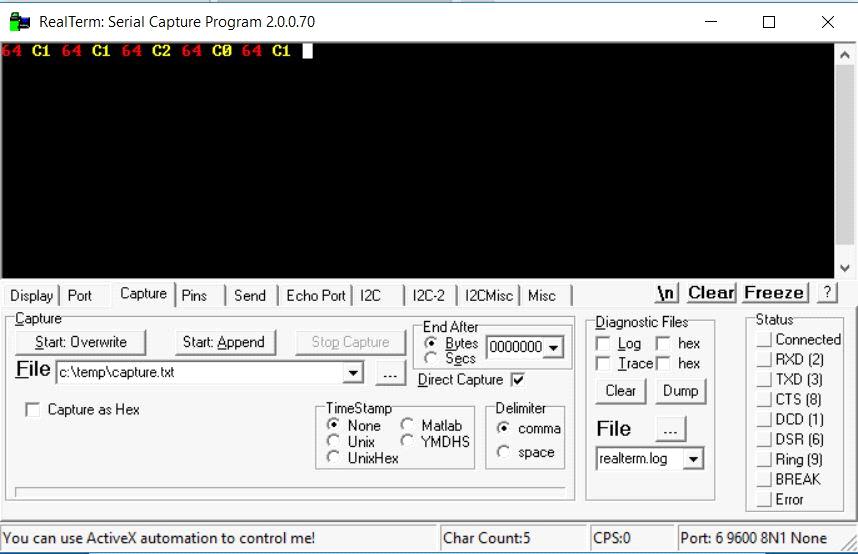 RealTerm: Serial Capture Program 2.0.0.70
64 C1 64 C1 64 C2 64 C0 64 C1
Display Port Capture Pins Send Echo Port I2C I2C-2 I2CMisc Misc \n Clear Freeze ?
Capture
Start: Overwrite Start: Append Stop Capture
End After
Bytes
Secs
0000000
File c:\temp\capture.txt ...
Direct Capture
Capture as Hex
TimeStamp
None Matlab
Unix YMDHS
UnixHex
Delimiter
comma
space
Diagnostic Files
Log hex
Trace hex
Clear Dump
File ...
realterm.log
Status
Connected
RXD (2)
TXD (3)
CTS (8)
DCD (1)
DSR (6)
Ring (9)
BREAK
Error
You can use ActiveX automation to control me! Char Count:5 CPS:0 Port: 6 9600 8N1 None